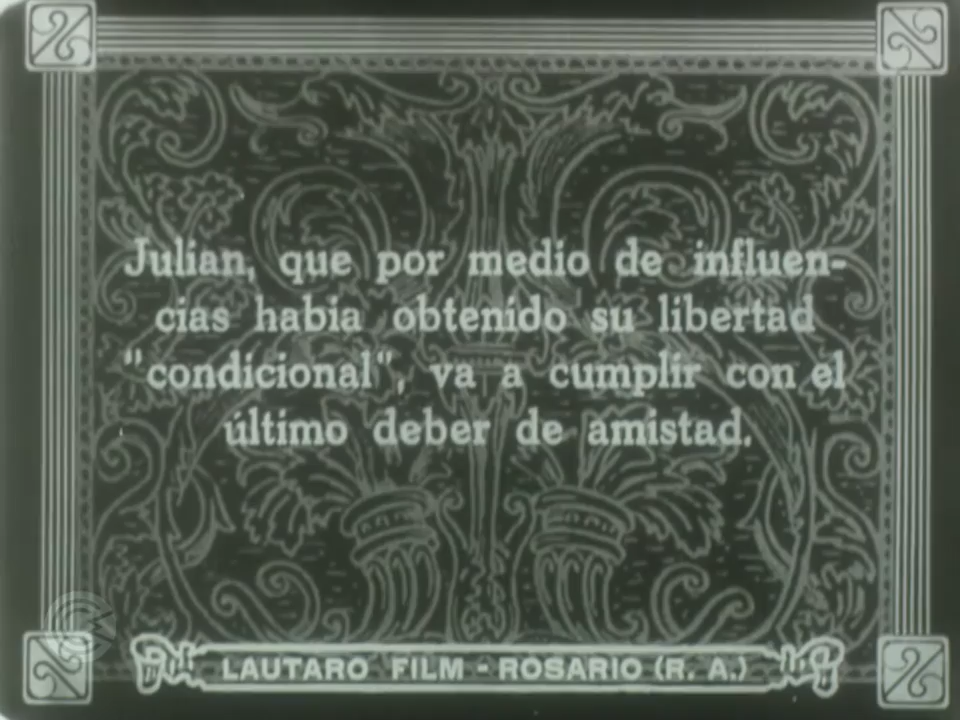 Julian, que por medio de influen-
cias habia obtenido su libertad
"condicional", va a cumplir con el
último deber de amistad.
LAUTARO FILM - ROSARIO (R. A.)